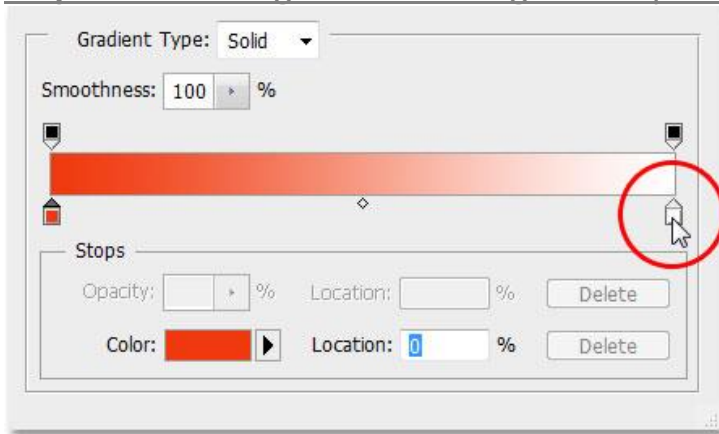 Gradient Type: Solid
Smoothness: 100 %
Stops
Opacity: % Location: % Delete
Color: Location: 0 % Delete